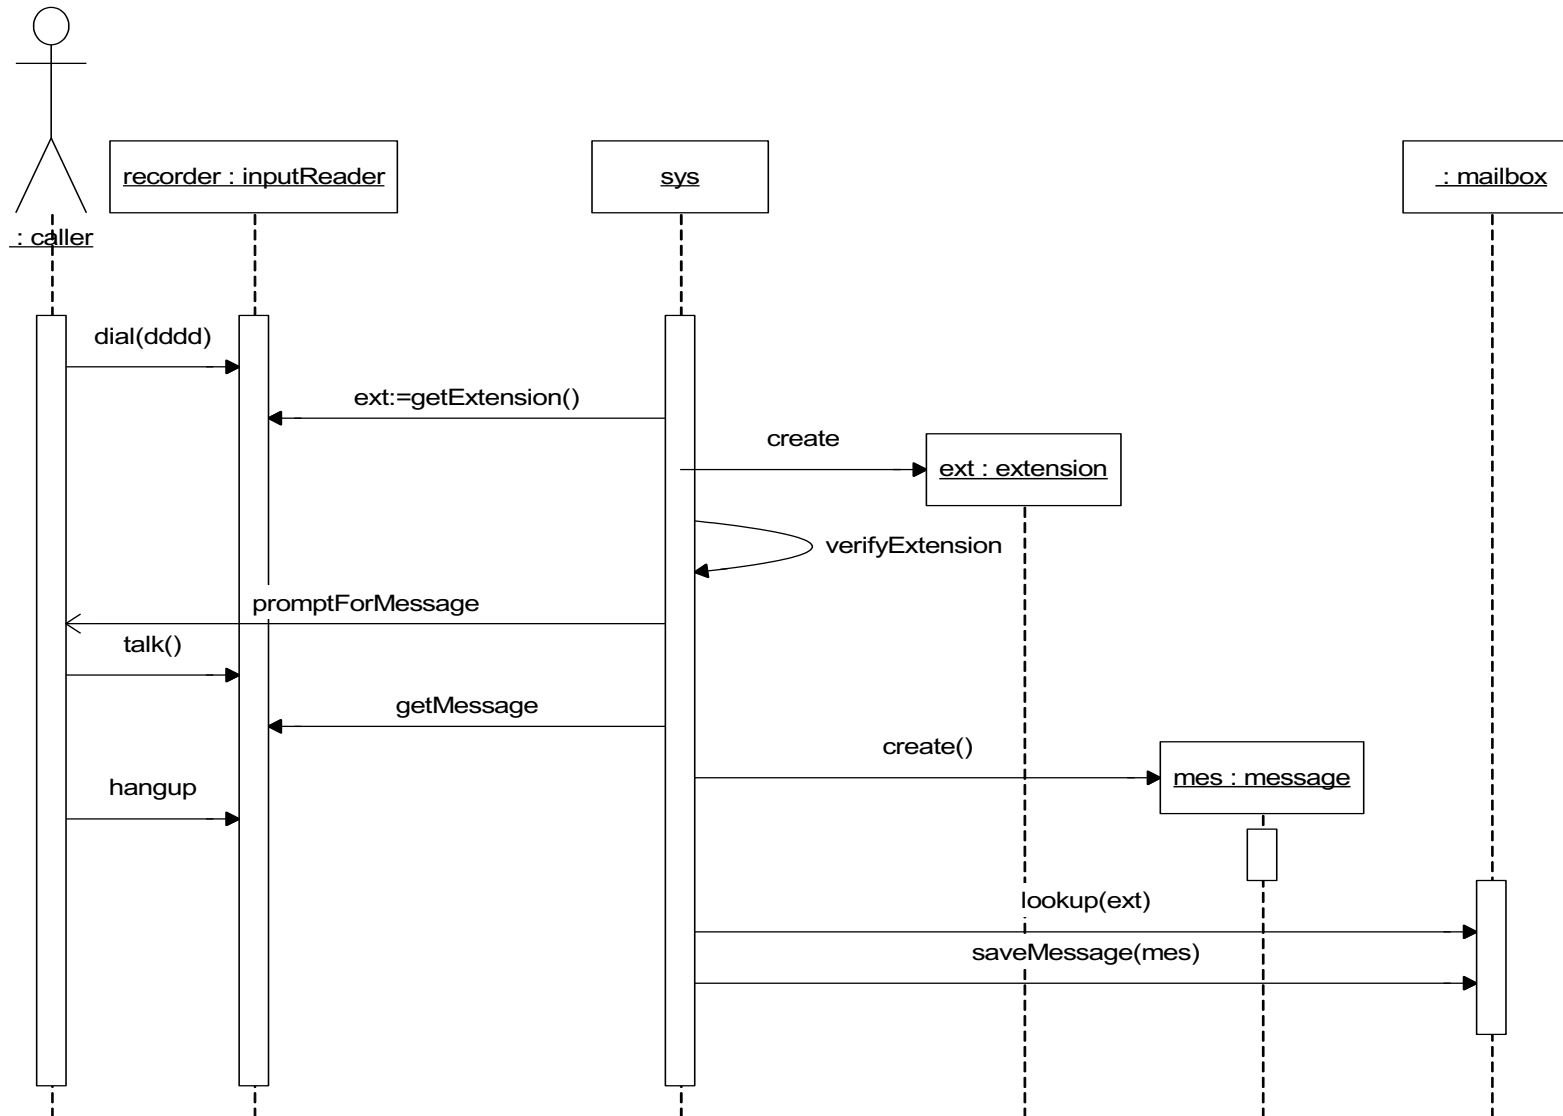 recorder : inputReader
sys
: mailbox
: caller
dial(dddd)
ext:=getExtension()
create
ext : extension
verifyExtension
promptForMessage
talk()
getMessage
create()
mes : message
hangup
lookup(ext)
saveMessage(mes)